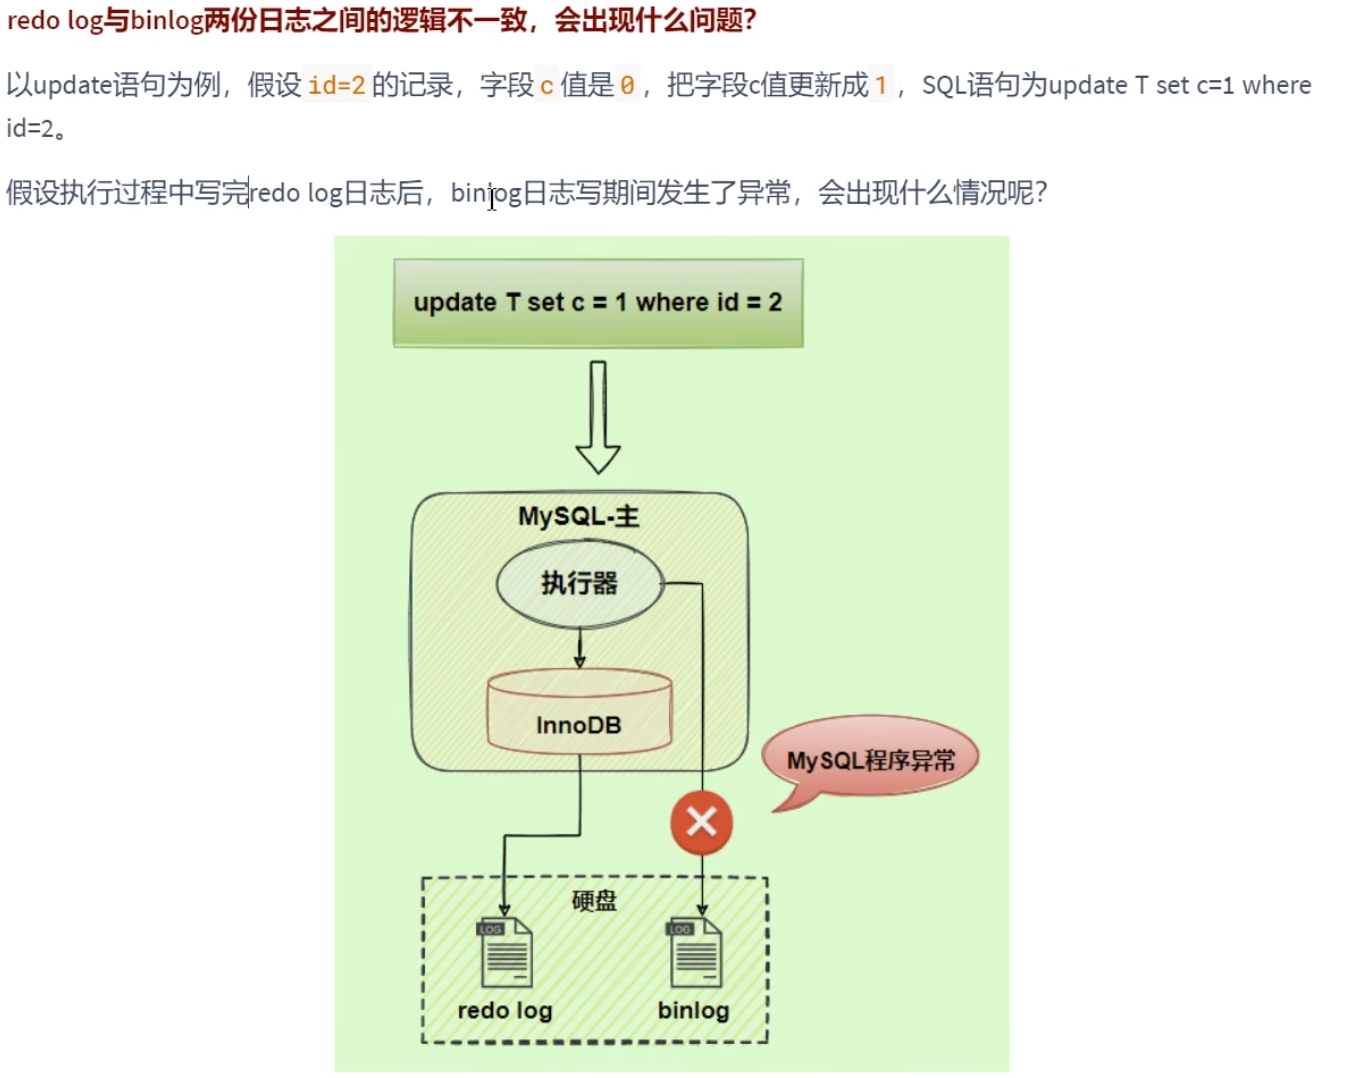 redo log与binlog两份日志之间的逻辑不一致，会出现什么问题？
以update语句为例，假设 id=2 的记录，字段 c 值是 0 ，把字段c值更新成 1 ，SQL语句为update T set c=1 where
id=2。
假设执行过程中写完redo log日志后，binlog日志写期间发生了异常，会出现什么情况呢？
update T set c = 1 where id = 2
MySQL-主
执行器
InnoDB
MySQL程序异常
硬盘
LOG
LOG
redo log
binlog